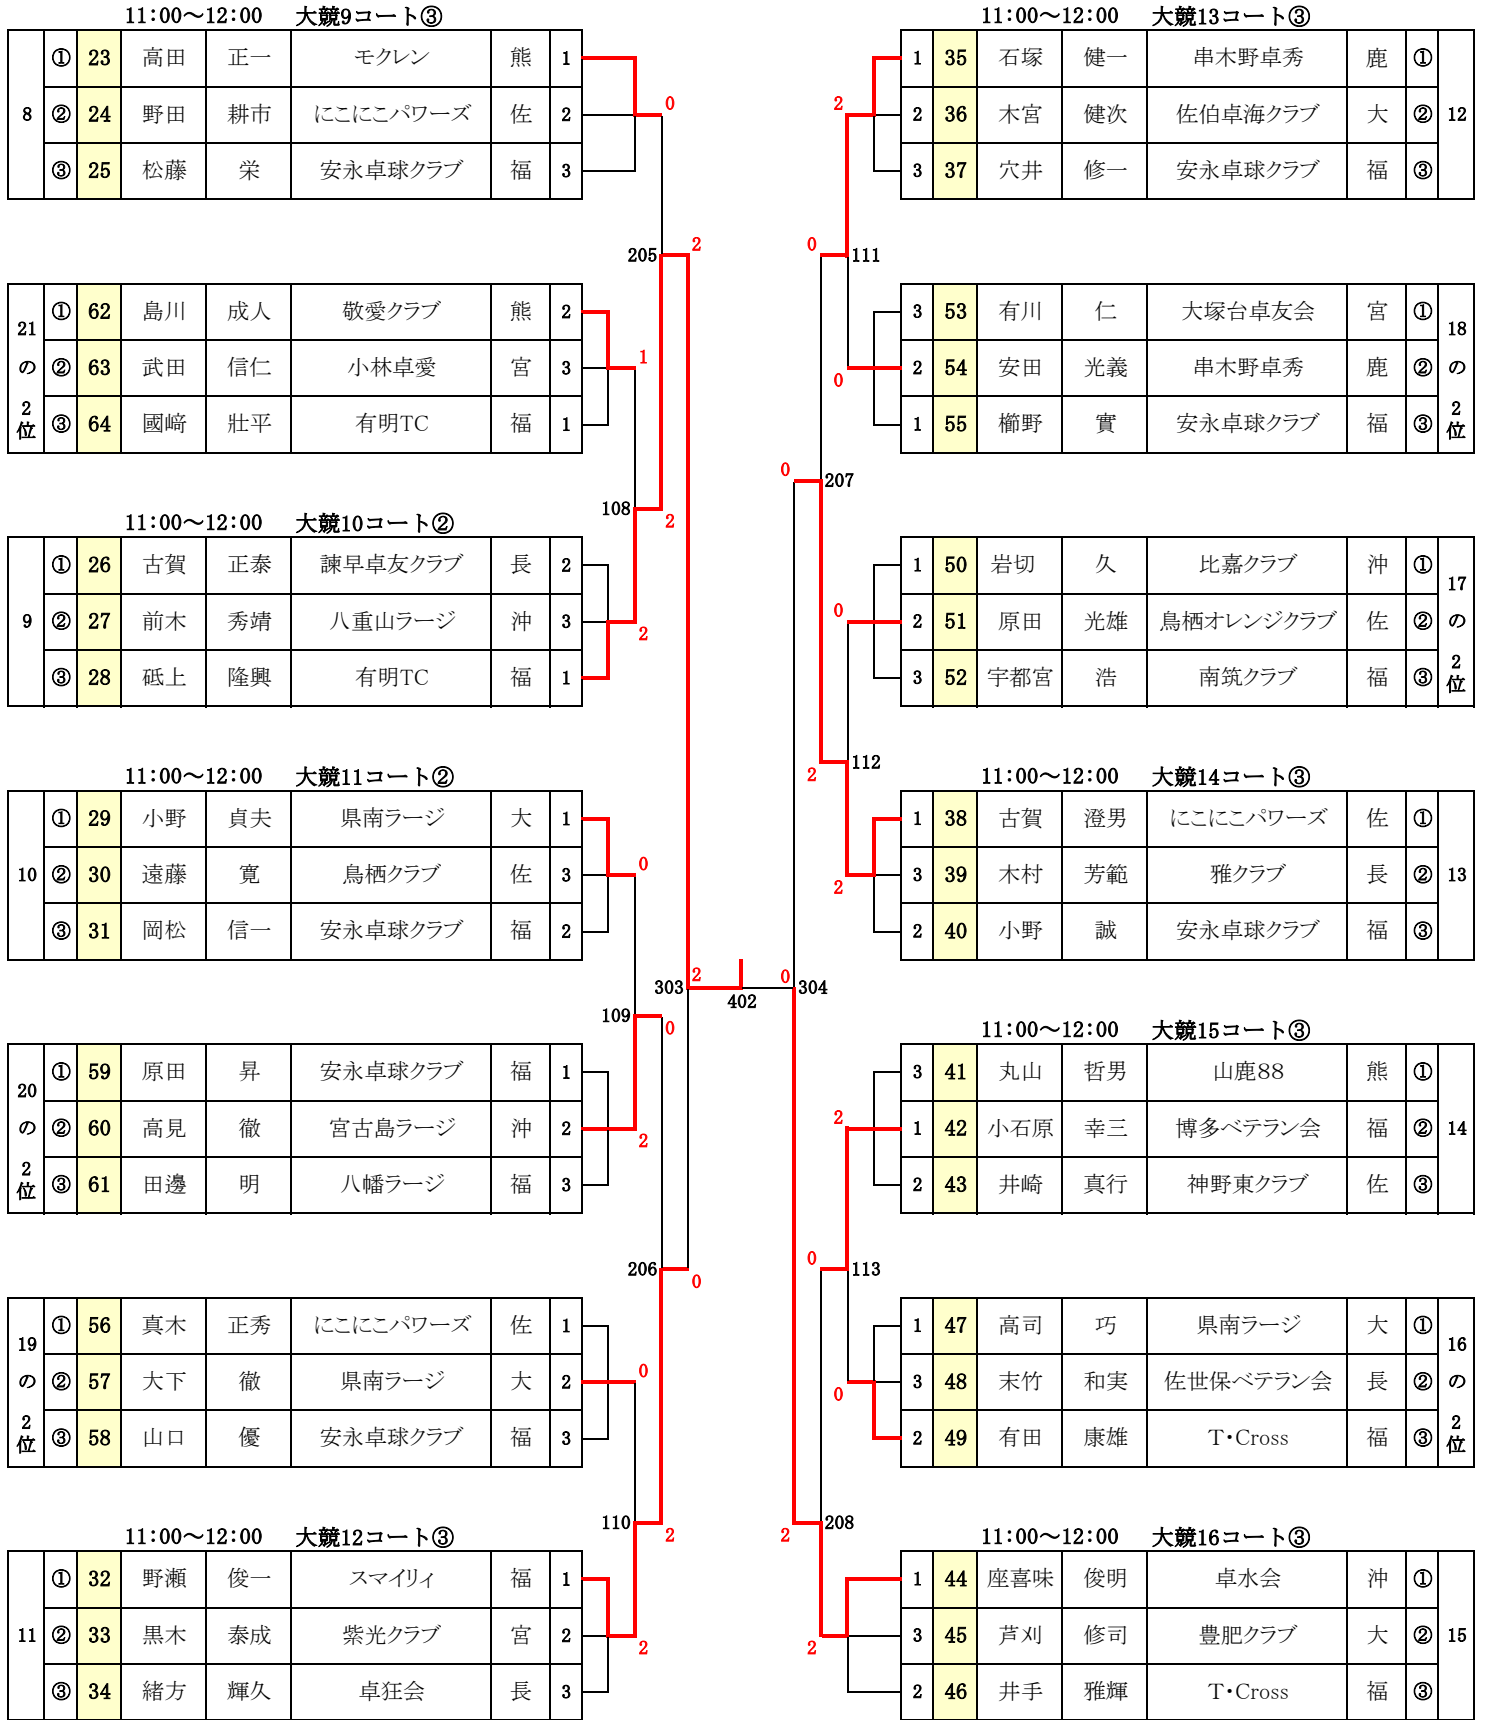 11:00～12:00 大競9コート③
8
① 23 高田 正一 モクレン 熊 1
② 24 野田 耕市 にこにこパワーズ 佐 2
③ 25 松藤 栄 安永卓球クラブ 福 3
0
205
2
21の2位
① 62 島川 成人 敬愛クラブ 熊 2
② 63 武田 信仁 小林卓愛 宮 3
③ 64 國﨑 壯平 有明TC 福 1
1
108
2
11:00～12:00 大競10コート②
9
① 26 古賀 正泰 諫早卓友クラブ 長 2
② 27 前木 秀靖 八重山ラージ 沖 3
③ 28 砥上 隆興 有明TC 福 1
2
11:00～12:00 大競11コート②
10
① 29 小野 貞夫 県南ラージ 大 1
② 30 遠藤 寛 鳥栖クラブ 佐 3
③ 31 岡松 信一 安永卓球クラブ 福 2
0
303
2
402
109
0
20の2位
① 59 原田 昇 安永卓球クラブ 福 1
② 60 高見 徹 宮古島ラージ 沖 2
③ 61 田邊 明 八幡ラージ 福 3
2
206
0
19の2位
① 56 真木 正秀 にこにこパワーズ 佐 1
② 57 大下 徹 県南ラージ 大 2
③ 58 山口 優 安永卓球クラブ 福 3
0
110
2
11:00～12:00 大競12コート③
11
① 32 野瀬 俊一 スマイリィ 福 1
② 33 黒木 泰成 紫光クラブ 宮 2
③ 34 緒方 輝久 卓狂会 長 3
2
11:00～12:00 大競13コート③
1 35 石塚 健一 串木野卓秀 鹿 ①
2 36 木宮 健次 佐伯卓海クラブ 大 ②
3 37 穴井 修一 安永卓球クラブ 福 ③
12
2
0
111
3 53 有川 仁 大塚台卓友会 宮 ①
2 54 安田 光義 串木野卓秀 鹿 ②
1 55 櫛野 實 安永卓球クラブ 福 ③
18の2位
0
0
207
1 50 岩切 久 比嘉クラブ 沖 ①
2 51 原田 光雄 鳥栖オレンジクラブ 佐 ②
3 52 宇都宮 浩 南筑クラブ 福 ③
17の2位
0
2
112
11:00～12:00 大競14コート③
1 38 古賀 澄男 にこにこパワーズ 佐 ①
3 39 木村 芳範 雅クラブ 長 ②
2 40 小野 誠 安永卓球クラブ 福 ③
13
2
0
304
11:00～12:00 大競15コート③
3 41 丸山 哲男 山鹿88 熊 ①
1 42 小石原 幸三 博多ベテラン会 福 ②
2 43 井崎 真行 神野東クラブ 佐 ③
14
2
0
113
1 47 高司 巧 県南ラージ 大 ①
3 48 末竹 和実 佐世保ベテラン会 長 ②
2 49 有田 康雄 T・Cross 福 ③
16の2位
0
2
208
11:00～12:00 大競16コート③
1 44 座喜味 俊明 卓水会 沖 ①
3 45 芦刈 修司 豊肥クラブ 大 ②
2 46 井手 雅輝 T・Cross 福 ③
15
2